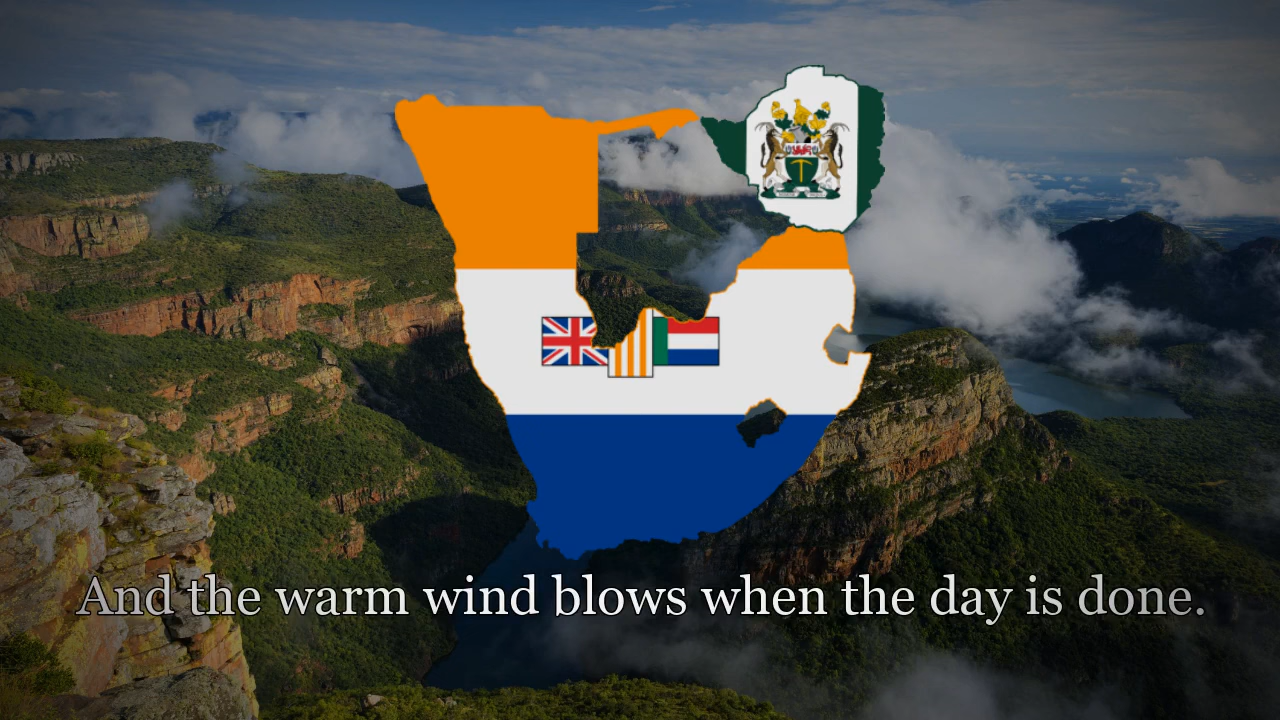 And the warm wind blows when the day is done.